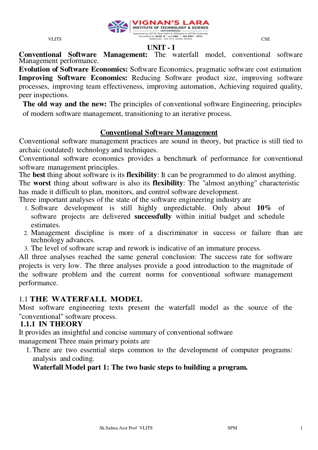 VIGNAN'S LARA
INSTITUTE OF TECHNOLOGY & SCIENCE
VLITS CSE
UNIT - I
Conventional Software Management: The waterfall model, conventional software
Management performance.
Evolution of Software Economics: Software Economics, pragmatic software cost estimation
Improving Software Economics: Reducing Software product size, improving software
processes, improving team effectiveness, improving automation, Achieving required quality,
peer inspections.
The old way and the new: The principles of conventional software Engineering, principles
of modern software management, transitioning to an iterative process.
Conventional Software Management
Conventional software management practices are sound in theory, but practice is still tied to
archaic (outdated) technology and techniques.
Conventional software economics provides a benchmark of performance for conventional
software management principles.
The best thing about software is its flexibility: It can be programmed to do almost anything.
The worst thing about software is also its flexibility: The "almost anything" characteristic
has made it difficult to plan, monitors, and control software development.
Three important analyses of the state of the software engineering industry are
1. Software development is still highly unpredictable. Only about 10% of
software projects are delivered successfully within initial budget and schedule
estimates.
2. Management discipline is more of a discriminator in success or failure than are
technology advances.
3. The level of software scrap and rework is indicative of an immature process.
All three analyses reached the same general conclusion: The success rate for software
projects is very low. The three analyses provide a good introduction to the magnitude of
the software problem and the current norms for conventional software management
performance.
1.1 THE WATERFALL MODEL
Most software engineering texts present the waterfall model as the source of the
"conventional" software process.
1.1.1 IN THEORY
It provides an insightful and concise summary of conventional software
management Three main primary points are
1. There are two essential steps common to the development of computer programs:
analysis and coding.
Waterfall Model part 1: The two basic steps to building a program.
Sk.Salma Asst Prof VLITS SPM 1